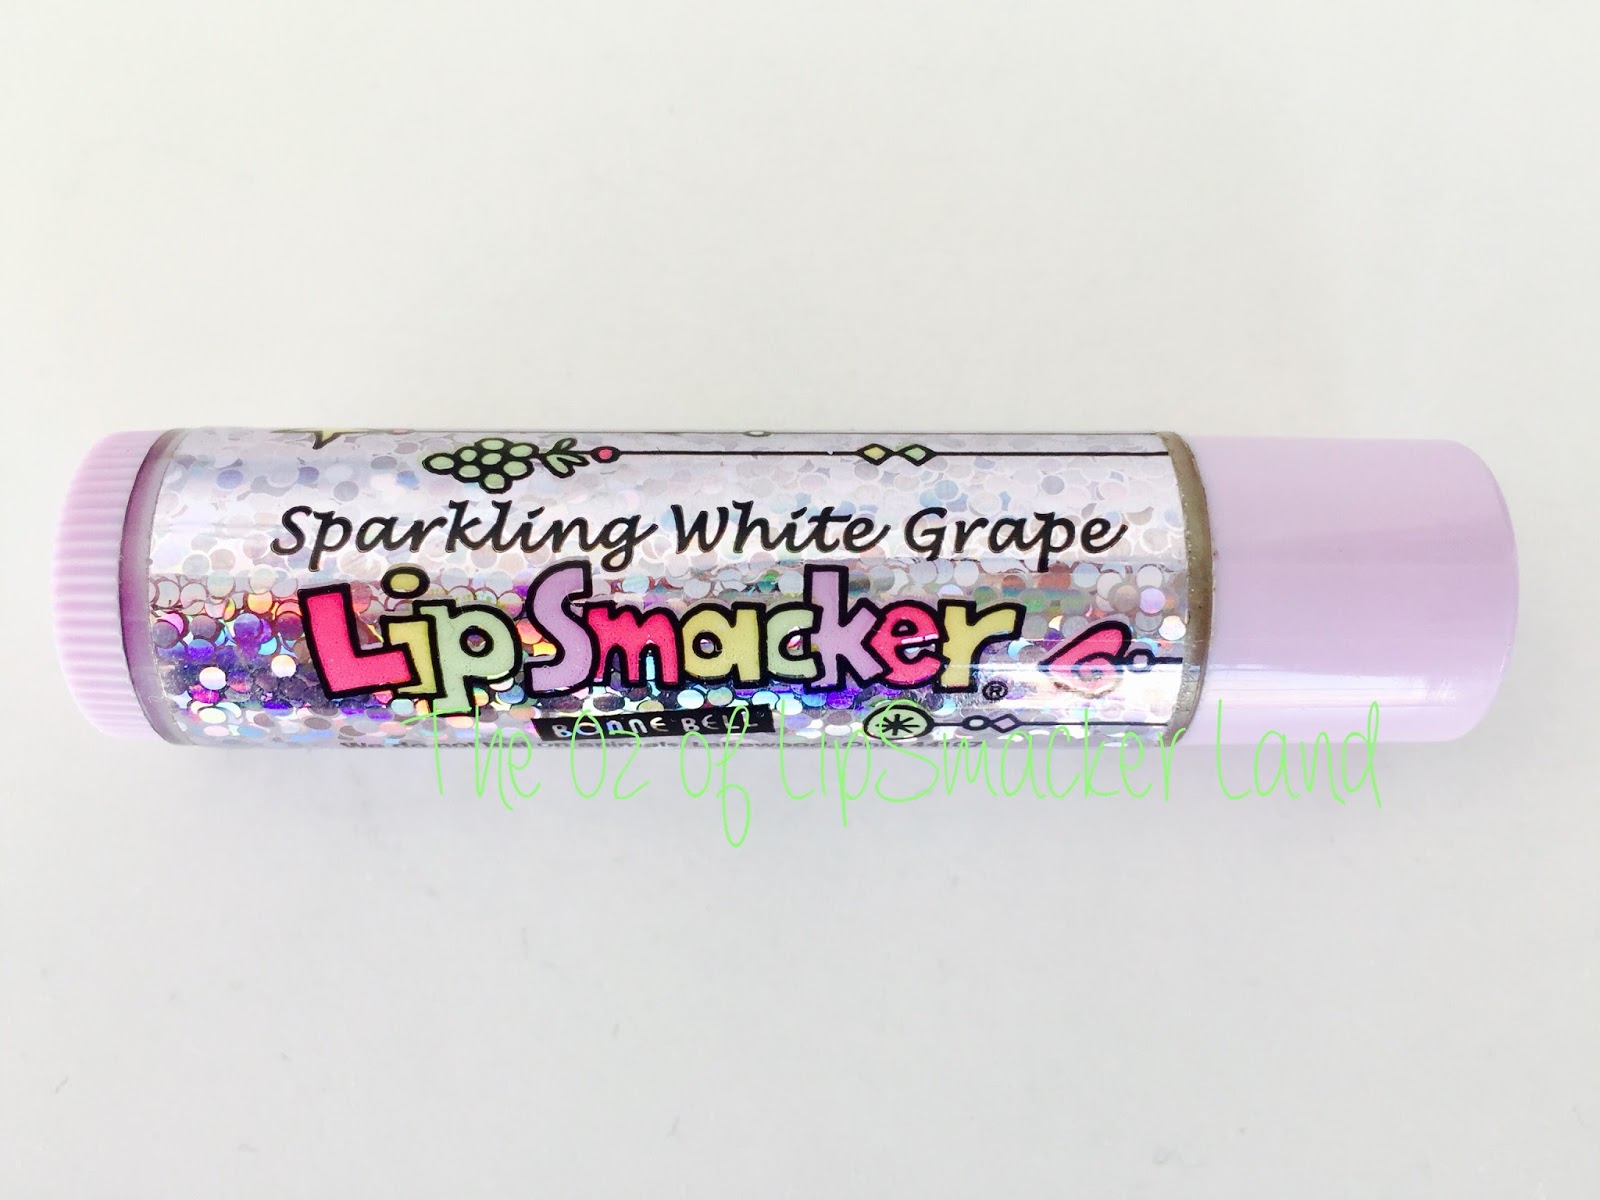 Sparkling White Grape
LipSmacker®
BONNE BELL
The Oz of LipSmacker Land